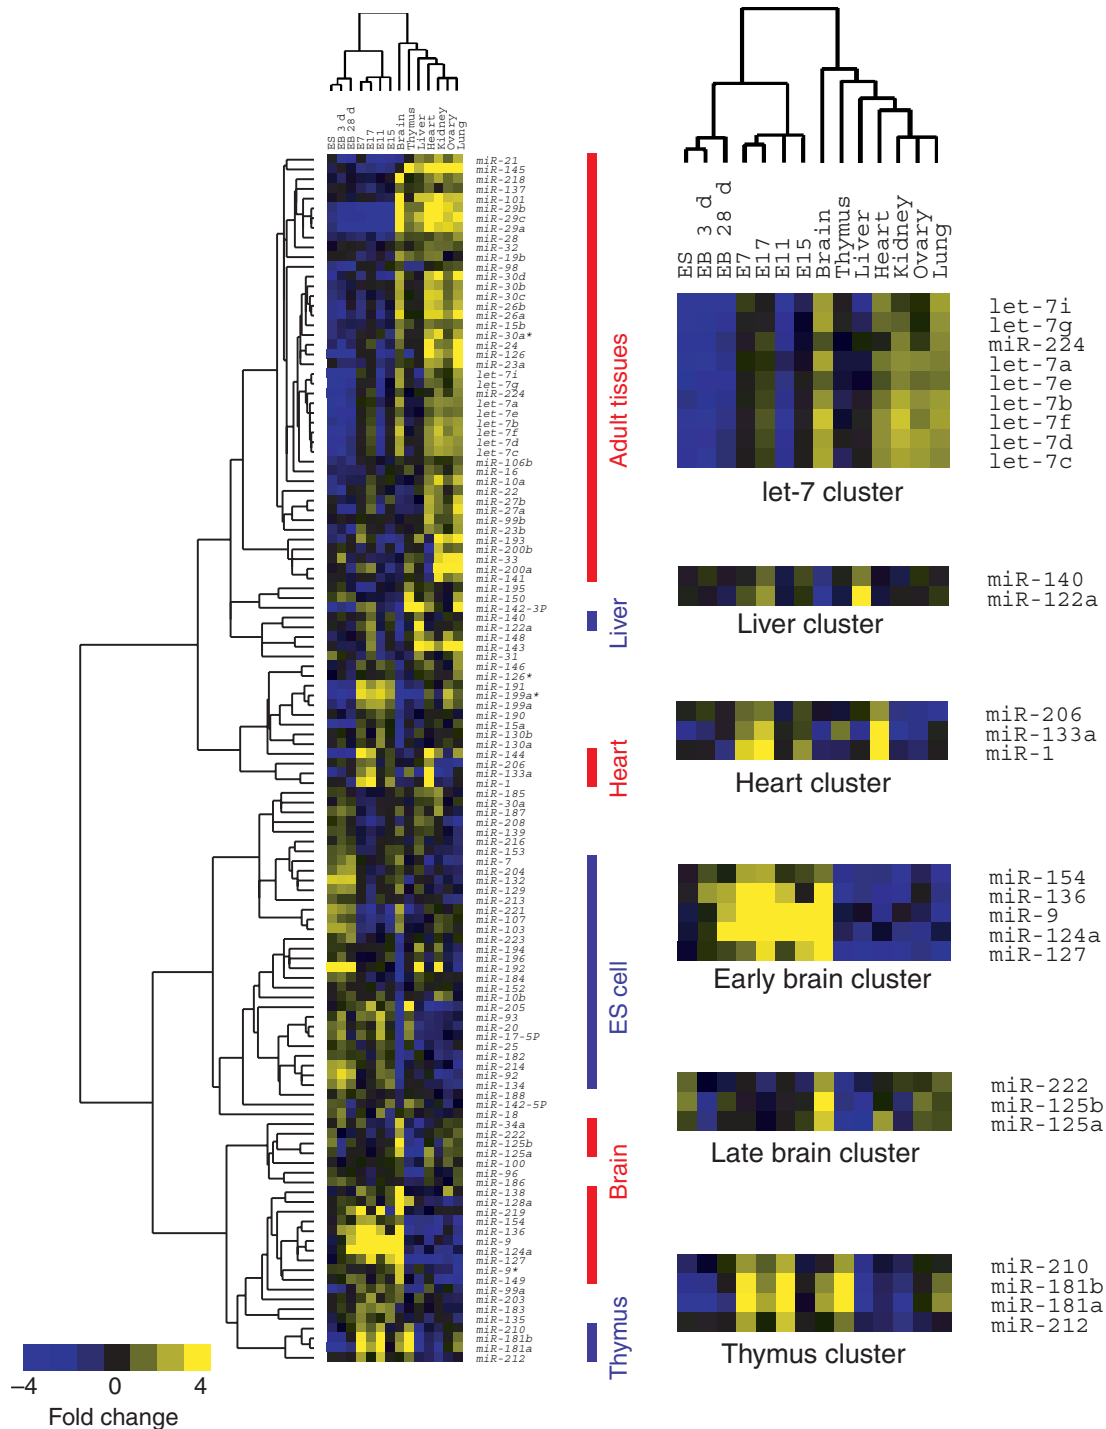 ES
EB 3 d
EB 28 d
E7
E17
E11
E15
Brain
Thymus
Liver
Heart
Kidney
Ovary
Lung
miR-21
miR-145
miR-218
miR-137
miR-101
miR-29b
miR-29c
miR-29a
miR-28
miR-32
miR-19b
miR-98
miR-30d
miR-30b
miR-30c
miR-26b
miR-26a
miR-15b
miR-30a*
miR-24
miR-126
miR-23a
let-7i
let-7g
miR-224
let-7a
let-7e
let-7b
let-7f
let-7d
let-7c
miR-106b
miR-16
miR-10a
miR-22
miR-27b
miR-27a
miR-99b
miR-23b
miR-193
miR-200b
miR-33
miR-200a
miR-141
miR-195
miR-150
miR-142-3P
miR-140
miR-122a
miR-148
miR-143
miR-31
miR-146
miR-126*
miR-191
miR-199a*
miR-199a
miR-190
miR-15a
miR-130b
miR-130a
miR-144
miR-206
miR-133a
miR-1
miR-185
miR-30a
miR-187
miR-208
miR-139
miR-216
miR-153
miR-7
miR-204
miR-132
miR-129
miR-213
miR-221
miR-107
miR-103
miR-223
miR-194
miR-196
miR-192
miR-184
miR-152
miR-10b
miR-205
miR-93
miR-20
miR-17-5P
miR-25
miR-182
miR-214
miR-92
miR-134
miR-188
miR-142-5P
miR-18
miR-34a
miR-222
miR-125b
miR-125a
miR-100
miR-96
miR-186
miR-138
miR-128a
miR-219
miR-154
miR-136
miR-9
miR-124a
miR-127
miR-9*
miR-149
miR-99a
miR-203
miR-183
miR-135
miR-210
miR-181b
miR-181a
miR-212
Adult tissues
Liver
Heart
ES cell
Brain
Thymus
−4
0
4
Fold change
ES
EB 3 d
EB 28 d
E7
E17
E11
E15
Brain
Thymus
Liver
Heart
Kidney
Ovary
Lung
let-7i
let-7g
miR-224
let-7a
let-7e
let-7b
let-7f
let-7d
let-7c
let-7 cluster
miR-140
miR-122a
Liver cluster
miR-206
miR-133a
miR-1
Heart cluster
miR-154
miR-136
miR-9
miR-124a
miR-127
Early brain cluster
miR-222
miR-125b
miR-125a
Late brain cluster
miR-210
miR-181b
miR-181a
miR-212
Thymus cluster